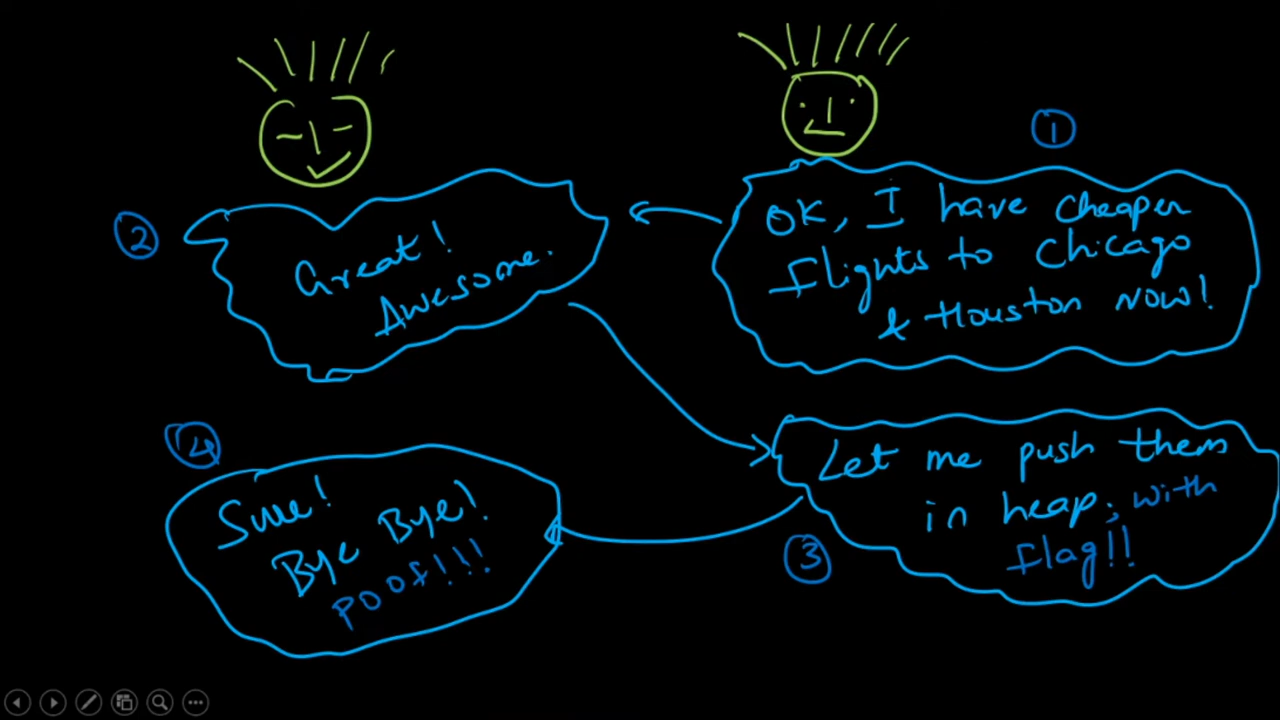 ①
OK, I have cheaper
flights to Chicago
& Houston NOW!
②
Great!
Awesome.
③
Let me push them
in heap; with
flag!!
④
Sure!
Bye Bye!
poof!!!